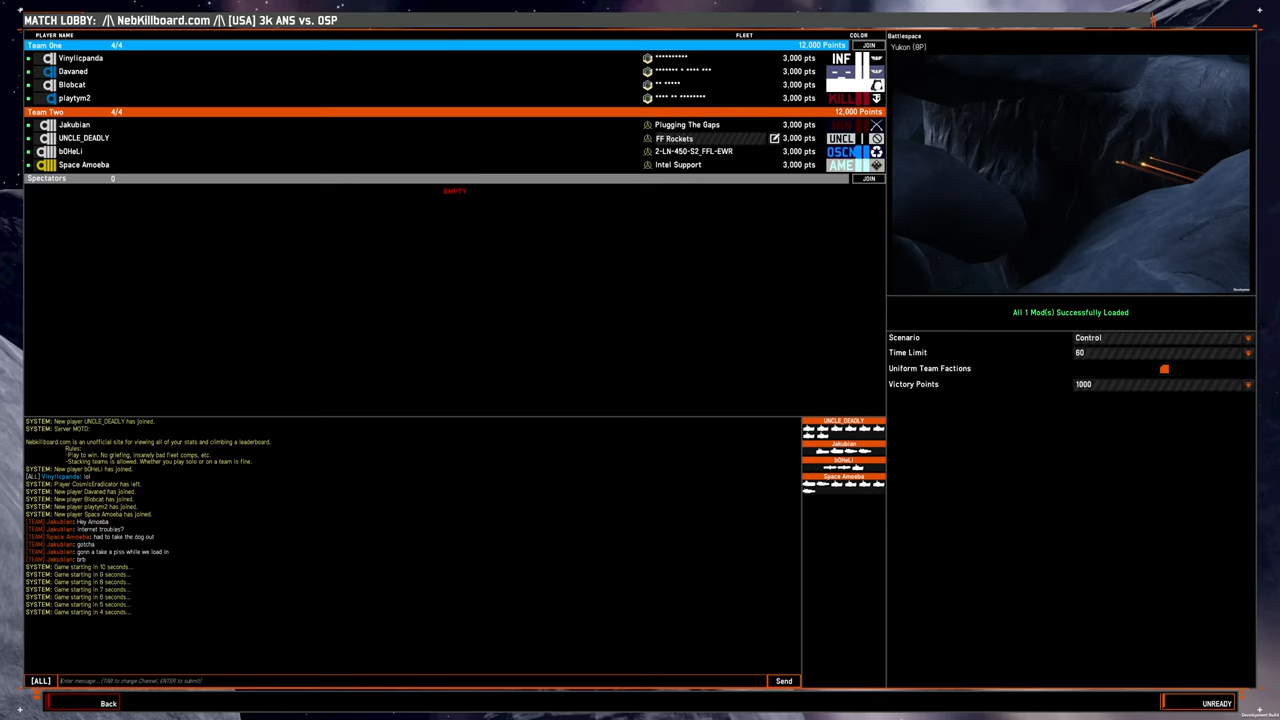 MATCH LOBBY: /|\ NebKillboard.com /|\ [USA] 3k ANS vs. OSP
PLAYER NAME FLEET COLOR
Team One 4/4 12,000 Points JOIN
Vinylicpanda ********** 3,000 pts INF
Davaned ******* * **** *** 3,000 pts
Blobcat ** ***** 3,000 pts
playtym2 **** ** ******** 3,000 pts KILL
Team Two 4/4 12,000 Points
Jakubian Plugging The Gaps 3,000 pts
UNCLE_DEADLY FF Rockets 3,000 pts UNCL
bOHeLi 2-LN-450-S2_FFL-EWR 3,000 pts OSCN
Space Amoeba Intel Support 3,000 pts AME
Spectators 0 JOIN
EMPTY
Battlespace
Yukon (8P)
All 1 Mod(s) Successfully Loaded
Scenario Control
Time Limit 60
Uniform Team Factions
Victory Points 1000
SYSTEM: New player UNCLE_DEADLY has joined.
SYSTEM: Server MOTD:
Nebkillboard.com is an unofficial site for viewing all of your stats and climbing a leaderboard.
Rules:
-Play to win. No griefing, insanely bad fleet comps, etc.
-Stacking teams is allowed. Whether you play solo or on a team is fine.
SYSTEM: New player bOHeLi has joined.
[ALL] Vinylicpanda: lol
SYSTEM: Player CosmicEradicator has left.
SYSTEM: New player Davaned has joined.
SYSTEM: New player Blobcat has joined.
SYSTEM: New player playtym2 has joined.
SYSTEM: New player Space Amoeba has joined.
[TEAM] Jakubian: Hey Amoeba
[TEAM] Jakubian: Internet troubles?
[TEAM] Space Amoeba: had to take the dog out
[TEAM] Jakubian: gotcha
[TEAM] Jakubian: gonn a take a piss while we load in
[TEAM] Jakubian: brb
SYSTEM: Game starting in 10 seconds...
SYSTEM: Game starting in 9 seconds...
SYSTEM: Game starting in 8 seconds...
SYSTEM: Game starting in 7 seconds...
SYSTEM: Game starting in 6 seconds...
SYSTEM: Game starting in 5 seconds...
SYSTEM: Game starting in 4 seconds...
UNCLE_DEADLY
Jakubian
bOHeLi
Space Amoeba
[ALL] Enter message... (TAB to change Channel, ENTER to submit) Send
Back UNREADY
Development Build